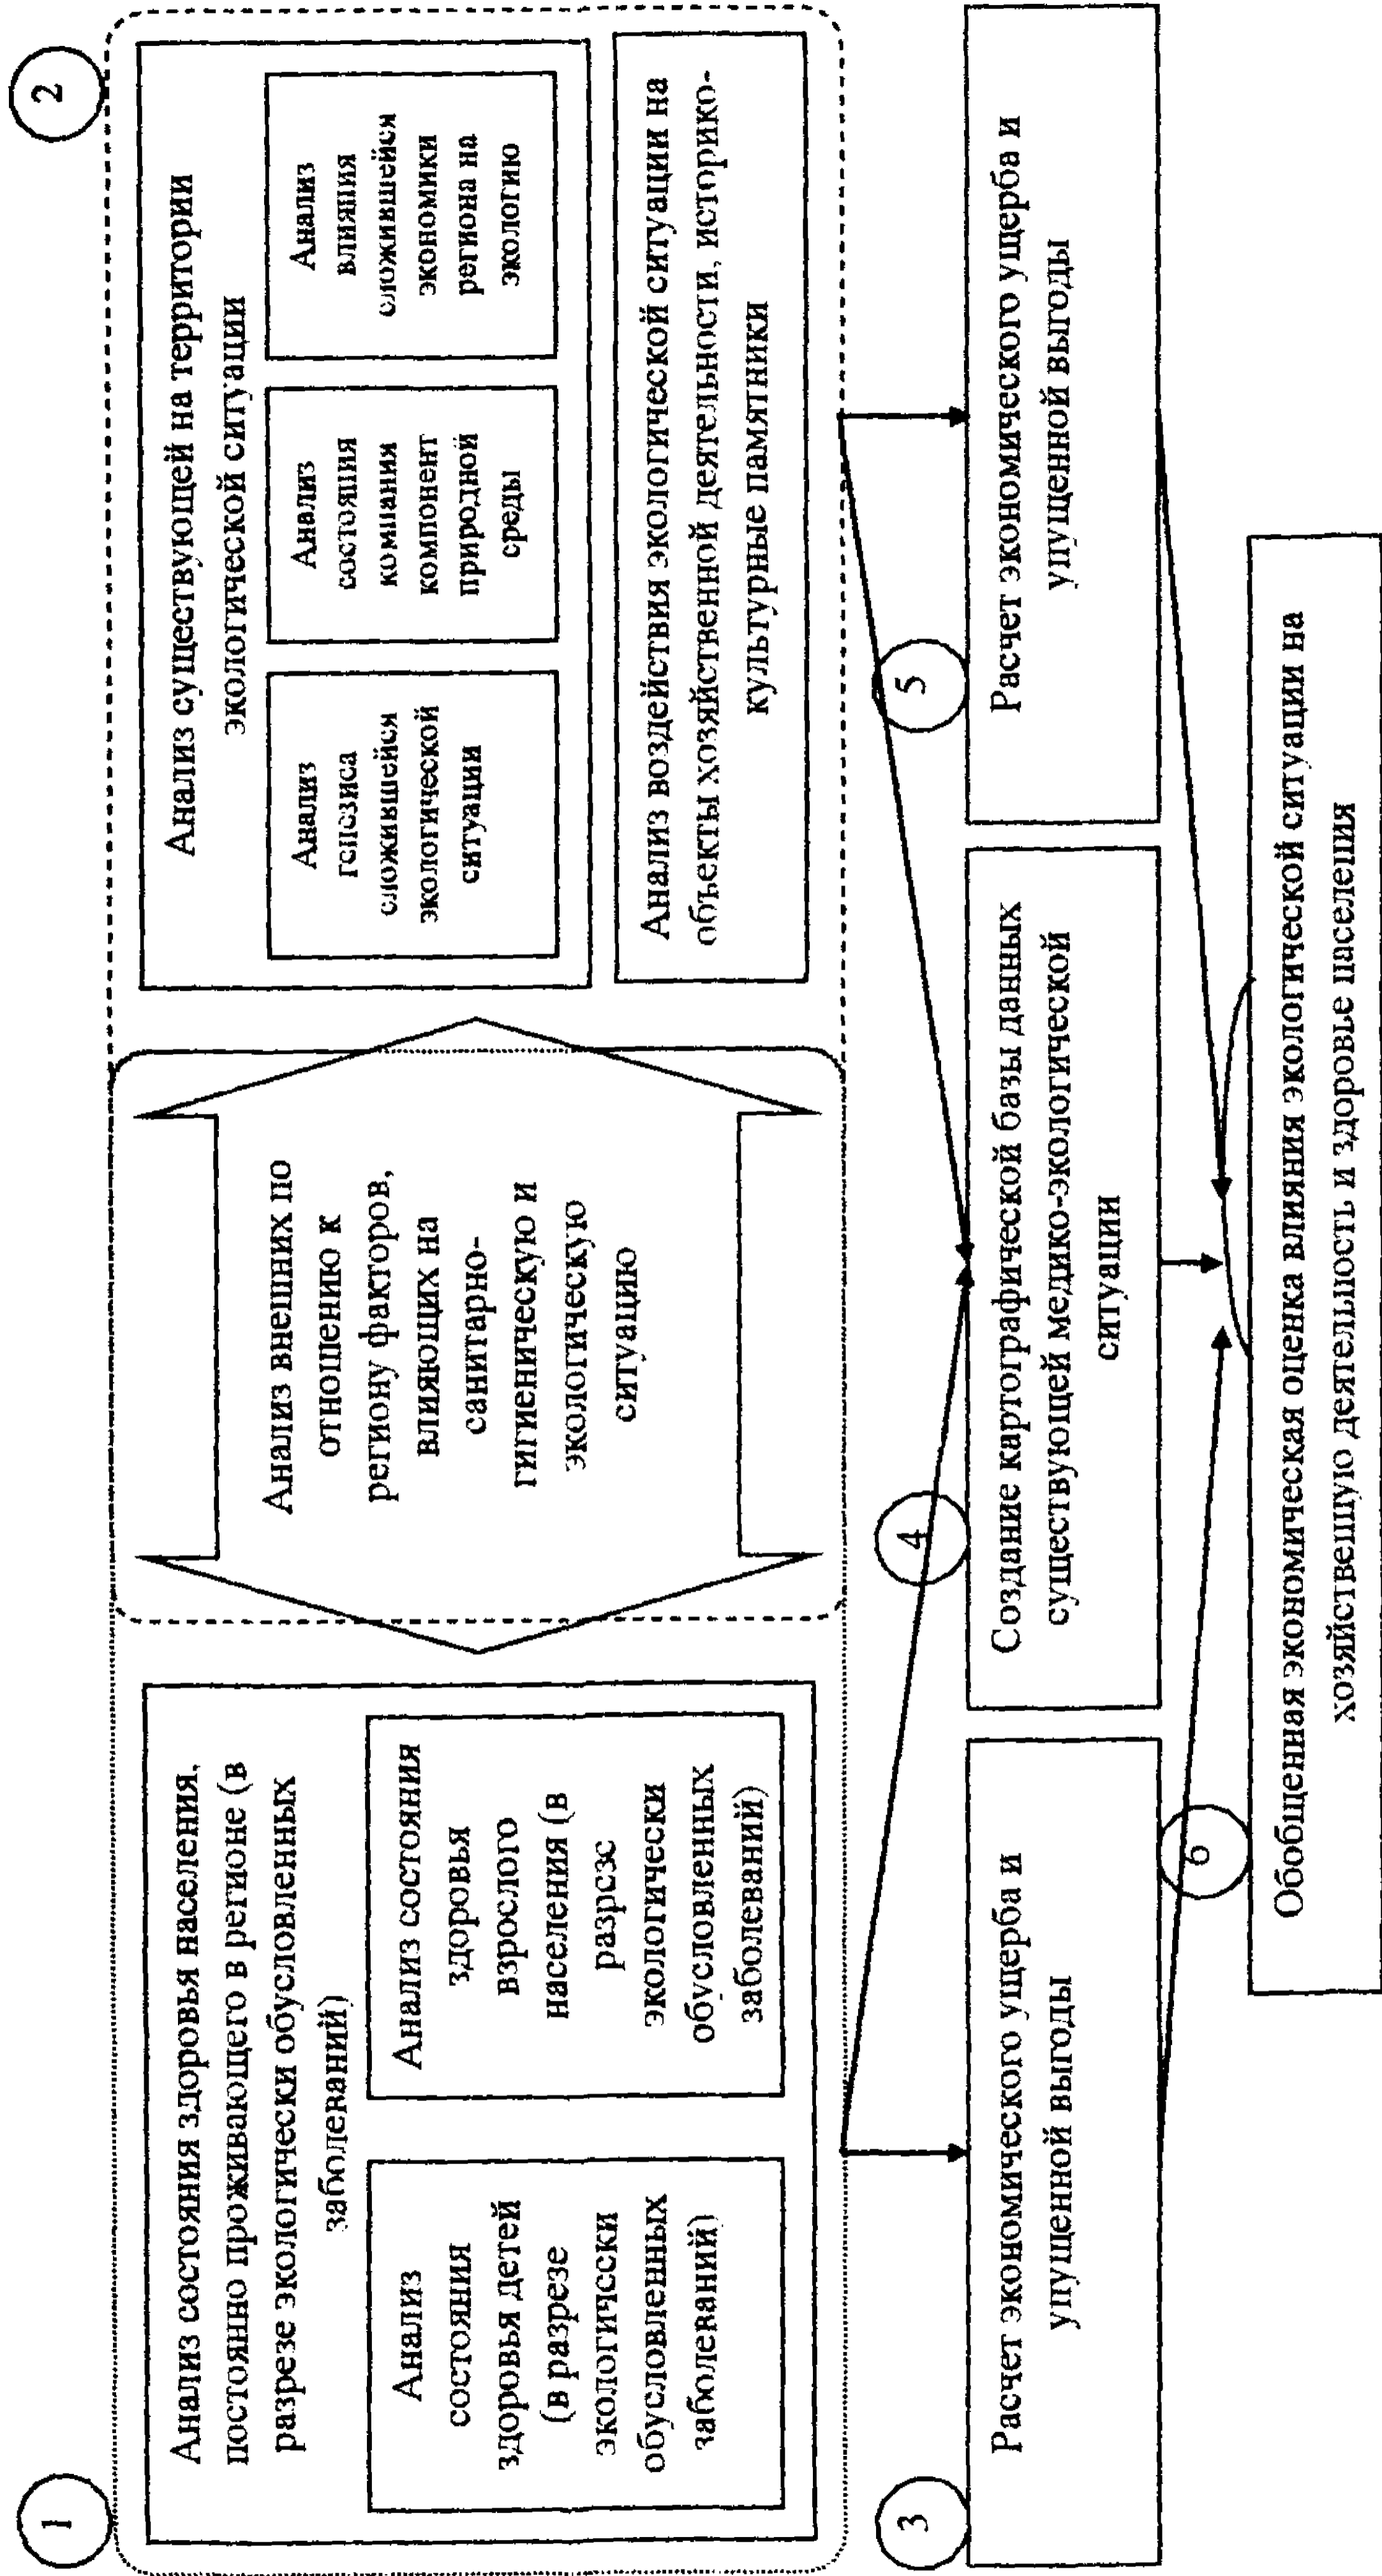 1
Анализ состояния здоровья населения,
постоянно проживающего в регионе (в
разрезе экологически обусловленных
заболеваний)
Анализ
состояния
здоровья детей
(в разрезе
экологически
обусловленных
заболеваний)
Анализ состояния
здоровья
взрослого
населения (в
разрезе
экологически
обусловленных
заболеваний)
Анализ внешних по
отношению к
региону факторов,
влияющих на
санитарно-
гигиеническую и
экологическую
ситуацию
2
Анализ существующей на территории
экологической ситуации
Анализ
генезиса
сложившейся
экологической
ситуации
Анализ
состояния
компания
компонент
природной
среды
Анализ
влияния
сложившейся
экономики
региона на
экологию
Анализ воздействия экологической ситуации на
объекты хозяйственной деятельности, историко-
культурные памятники
3
Расчет экономического ущерба и
упущенной выгоды
4
Создание картографической базы данных
существующей медико-экологической
ситуации
5
Расчет экономического ущерба и
упущенной выгоды
6
Обобщенная экономическая оценка влияния экологической ситуации на
хозяйственную деятельность и здоровье населения